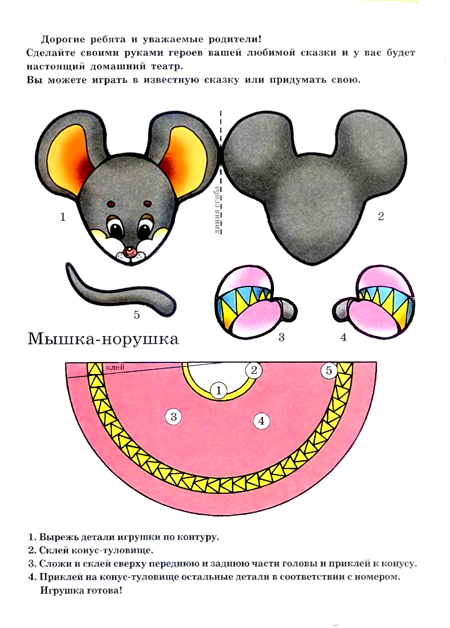 Дорогие ребята и уважаемые родители!
Сделайте своими руками героев вашей любимой сказки и у вас будет
настоящий домашний театр.
Вы можете играть в известную сказку или придумать свою.
линия сгиба
1
2
5
3
4
Мышка-норушка
клей
1
2
5
3
4
1. Вырежь детали игрушки по контуру.
2. Склей конус-туловище.
3. Сложи и склей сверху переднюю и заднюю части головы и приклей к конусу.
4. Приклей на конус-туловище остальные детали в соответствии с номером.
Игрушка готова!